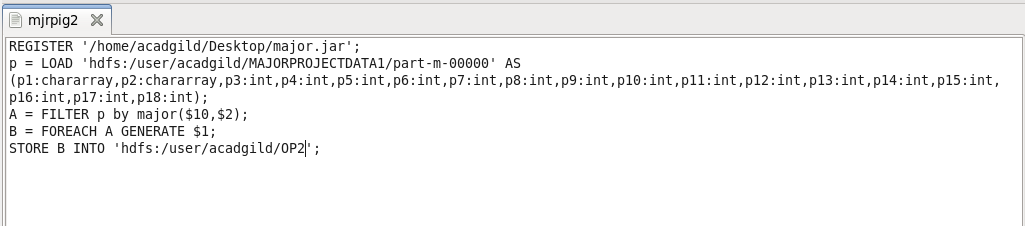 mjrpig2
REGISTER '/home/acadgild/Desktop/major.jar';
p = LOAD 'hdfs:/user/acadgild/MAJORPROJECTDATA1/part-m-00000' AS
(p1:chararray,p2:chararray,p3:int,p4:int,p5:int,p6:int,p7:int,p8:int,p9:int,p10:int,p11:int,p12:int,p13:int,p14:int,p15:int,
p16:int,p17:int,p18:int);
A = FILTER p by major($10,$2);
B = FOREACH A GENERATE $1;
STORE B INTO 'hdfs:/user/acadgild/OP2';